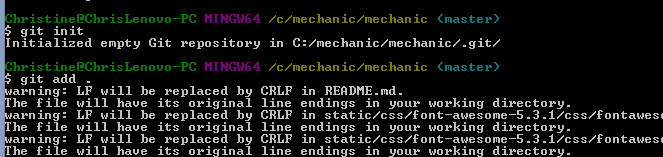 Christine@ChrisLenovo-PC MINGW64 /c/mechanic/mechanic (master)
$ git init
Initialized empty Git repository in C:/mechanic/mechanic/.git/
Christine@ChrisLenovo-PC MINGW64 /c/mechanic/mechanic (master)
$ git add .
warning: LF will be replaced by CRLF in README.md.
The file will have its original line endings in your working directory.
warning: LF will be replaced by CRLF in static/css/font-awesome-5.3.1/css/fontawes
The file will have its original line endings in your working directory.
warning: LF will be replaced by CRLF in static/css/font-awesome-5.3.1/css/fontawes
The file will have its original line endings in your working directory.